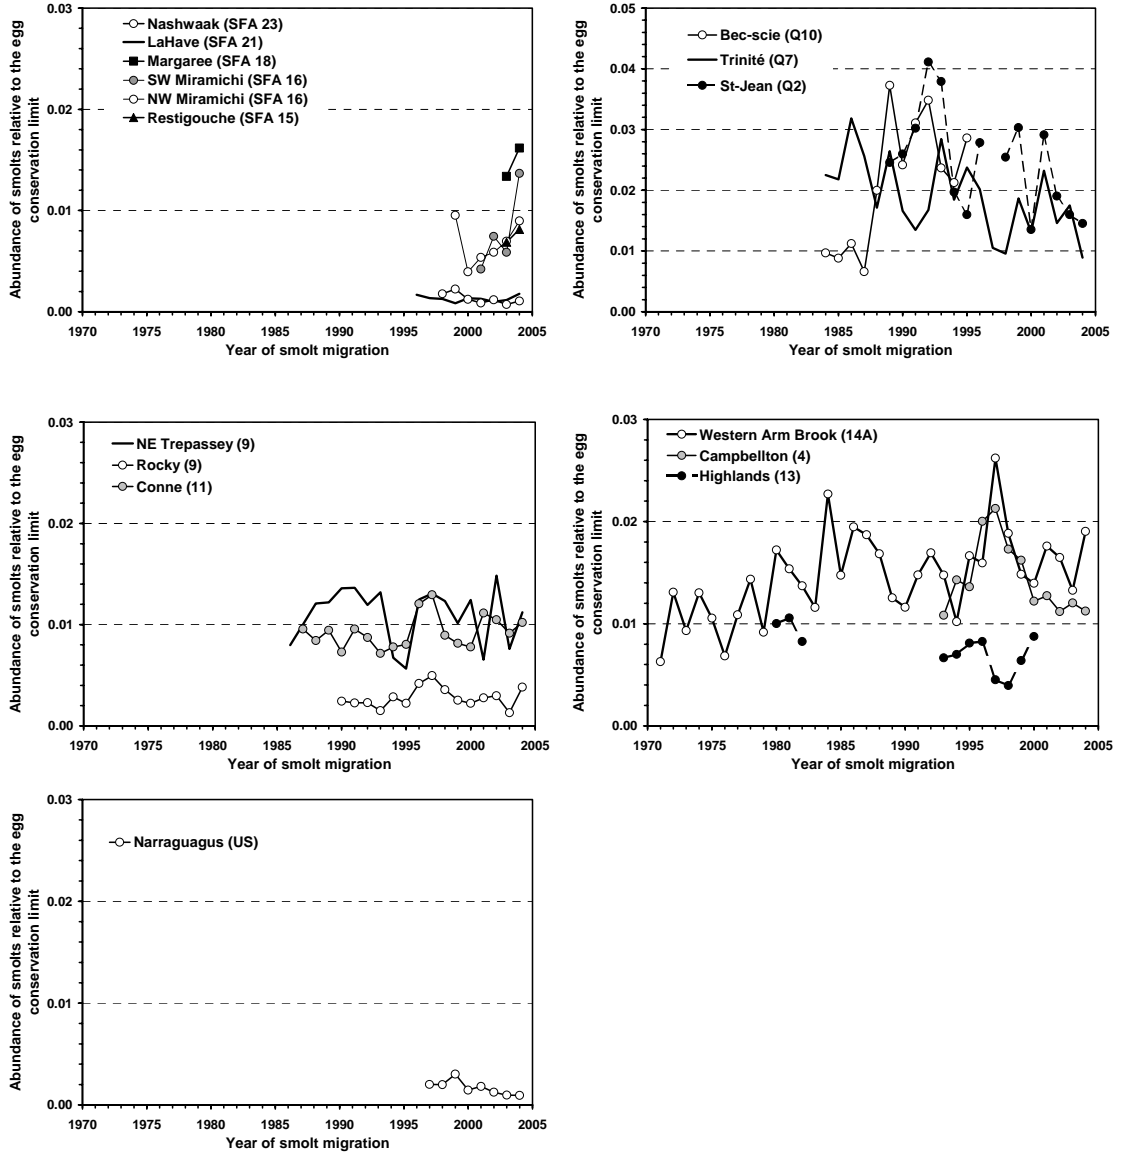 Abundance of smolts relative to the egg
conservation limit
0.03
0.02
0.01
0.00
Nashwaak (SFA 23)
LaHave (SFA 21)
Margaree (SFA 18)
SW Miramichi (SFA 16)
NW Miramichi (SFA 16)
Restigouche (SFA 15)
1970 1975 1980 1985 1990 1995 2000 2005
Year of smolt migration
Abundance of smolts relative to the egg
conservation limit
0.05
0.04
0.03
0.02
0.01
0.00
Bec-scie (Q10)
Trinité (Q7)
St-Jean (Q2)
1970 1975 1980 1985 1990 1995 2000 2005
Year of smolt migration
Abundance of smolts relative to the egg
conservation limit
0.03
0.02
0.01
0.00
NE Trepassey (9)
Rocky (9)
Conne (11)
1970 1975 1980 1985 1990 1995 2000 2005
Year of smolt migration
Abundance of smolts relative to the egg
conservation limit
0.03
0.02
0.01
0.00
Western Arm Brook (14A)
Campbellton (4)
Highlands (13)
1970 1975 1980 1985 1990 1995 2000 2005
Year of smolt migration
Abundance of smolts relative to the egg
conservation limit
0.03
0.02
0.01
0.00
Narraguagus (US)
1970 1975 1980 1985 1990 1995 2000 2005
Year of smolt migration